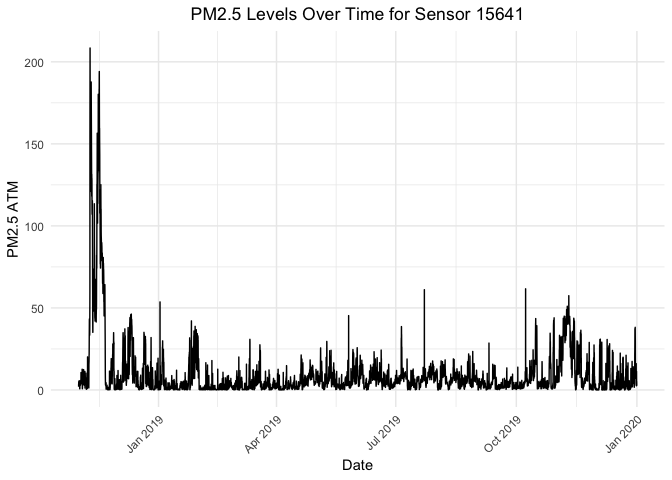 PM2.5 Levels Over Time for Sensor 15641
PM2.5 ATM
200
150
100
50
0
Jan 2019
Apr 2019
Jul 2019
Oct 2019
Jan 2020
Date